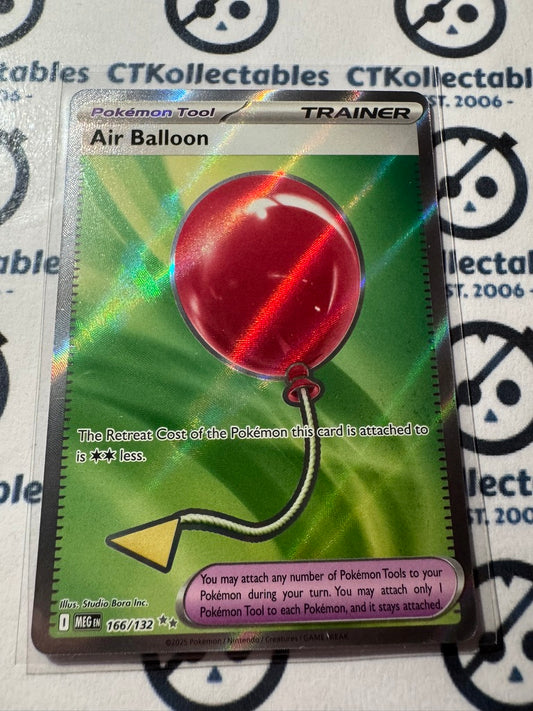 CTKollectables
- EST. 2006 -
Pokémon Tool TRAINER
Air Balloon
The Retreat Cost of the Pokémon this card is attached to
is ✴✴ less.
You may attach any number of Pokémon Tools to your
Pokémon during your turn. You may attach only 1
Pokémon Tool to each Pokémon, and it stays attached.
Illus. Studio Bora Inc.
I MEG EN 166/132 ★★
©2025 Pokémon / Nintendo / Creatures / GAME FREAK